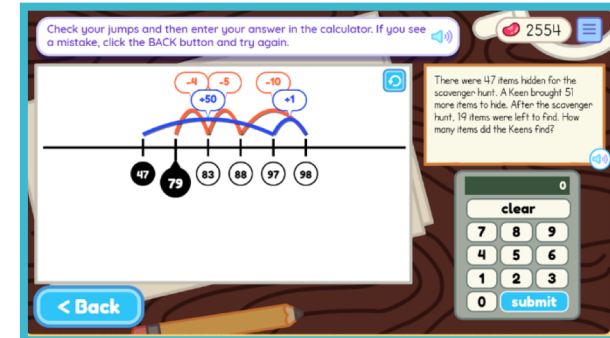 Check your jumps and then enter your answer in the calculator. If you see
a mistake, click the BACK button and try again.
2554
-4 -5 -10
+50 +1
47 79 83 88 97 98
There were 47 items hidden for the
scavenger hunt. A Keen brought 51
more items to hide. After the scavenger
hunt, 19 items were left to find. How
many items did the Keens find?
0
clear
7 8 9
4 5 6
1 2 3
0 submit
< Back